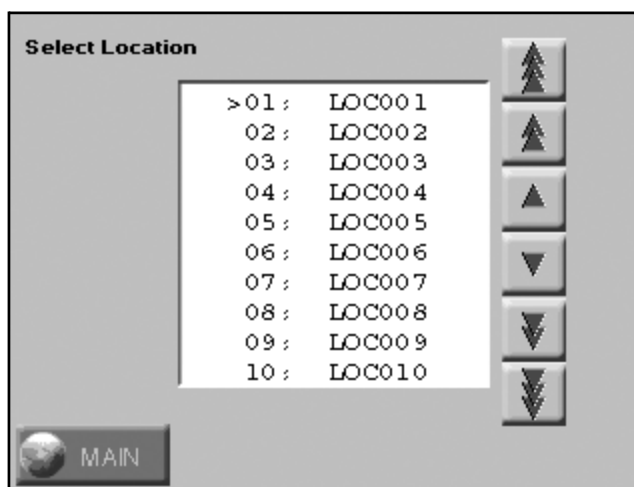 Select Location
>01: LOC001
02: LOC002
03: LOC003
04: LOC004
05: LOC005
06: LOC006
07: LOC007
08: LOC008
09: LOC009
10: LOC010
MAIN